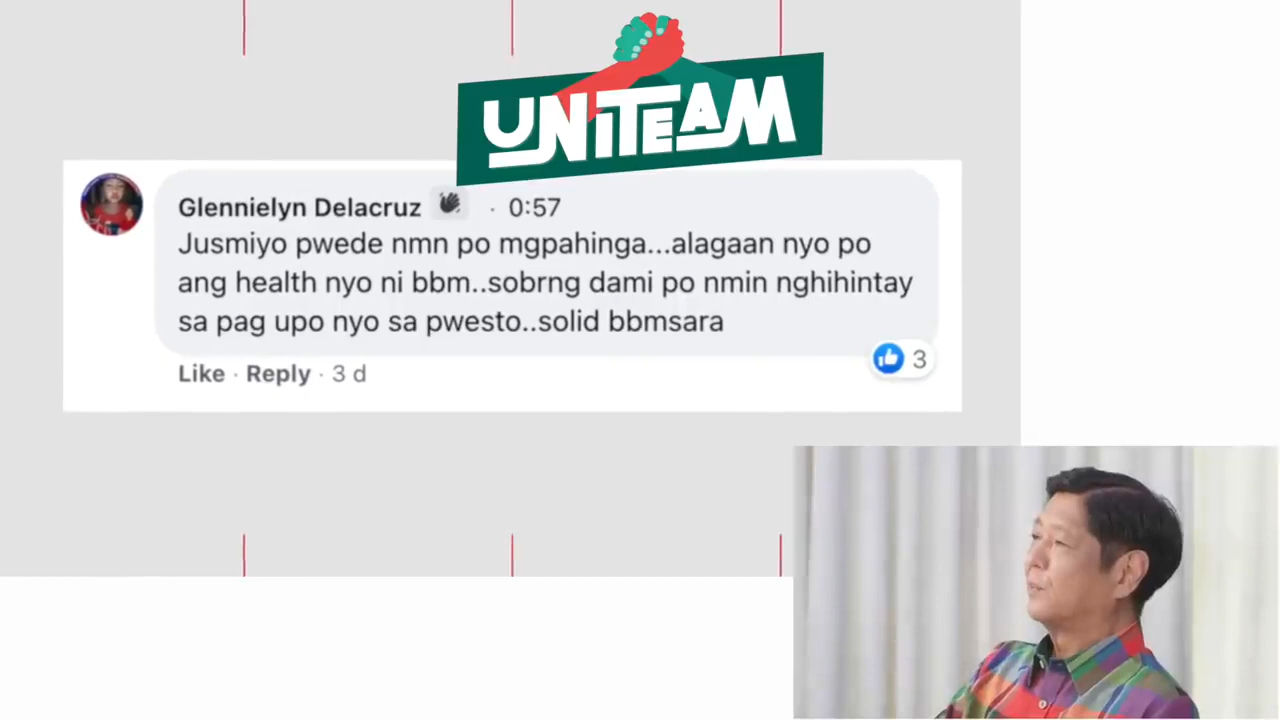 UNITEAM
Glennielyn Delacruz · 0:57
Jusmiyo pwede nmn po mgpahinga...alagaan nyo po
ang health nyo ni bbm..sobrng dami po nmin nghihintay
sa pag upo nyo sa pwesto..solid bbmsara
3
Like · Reply · 3 d